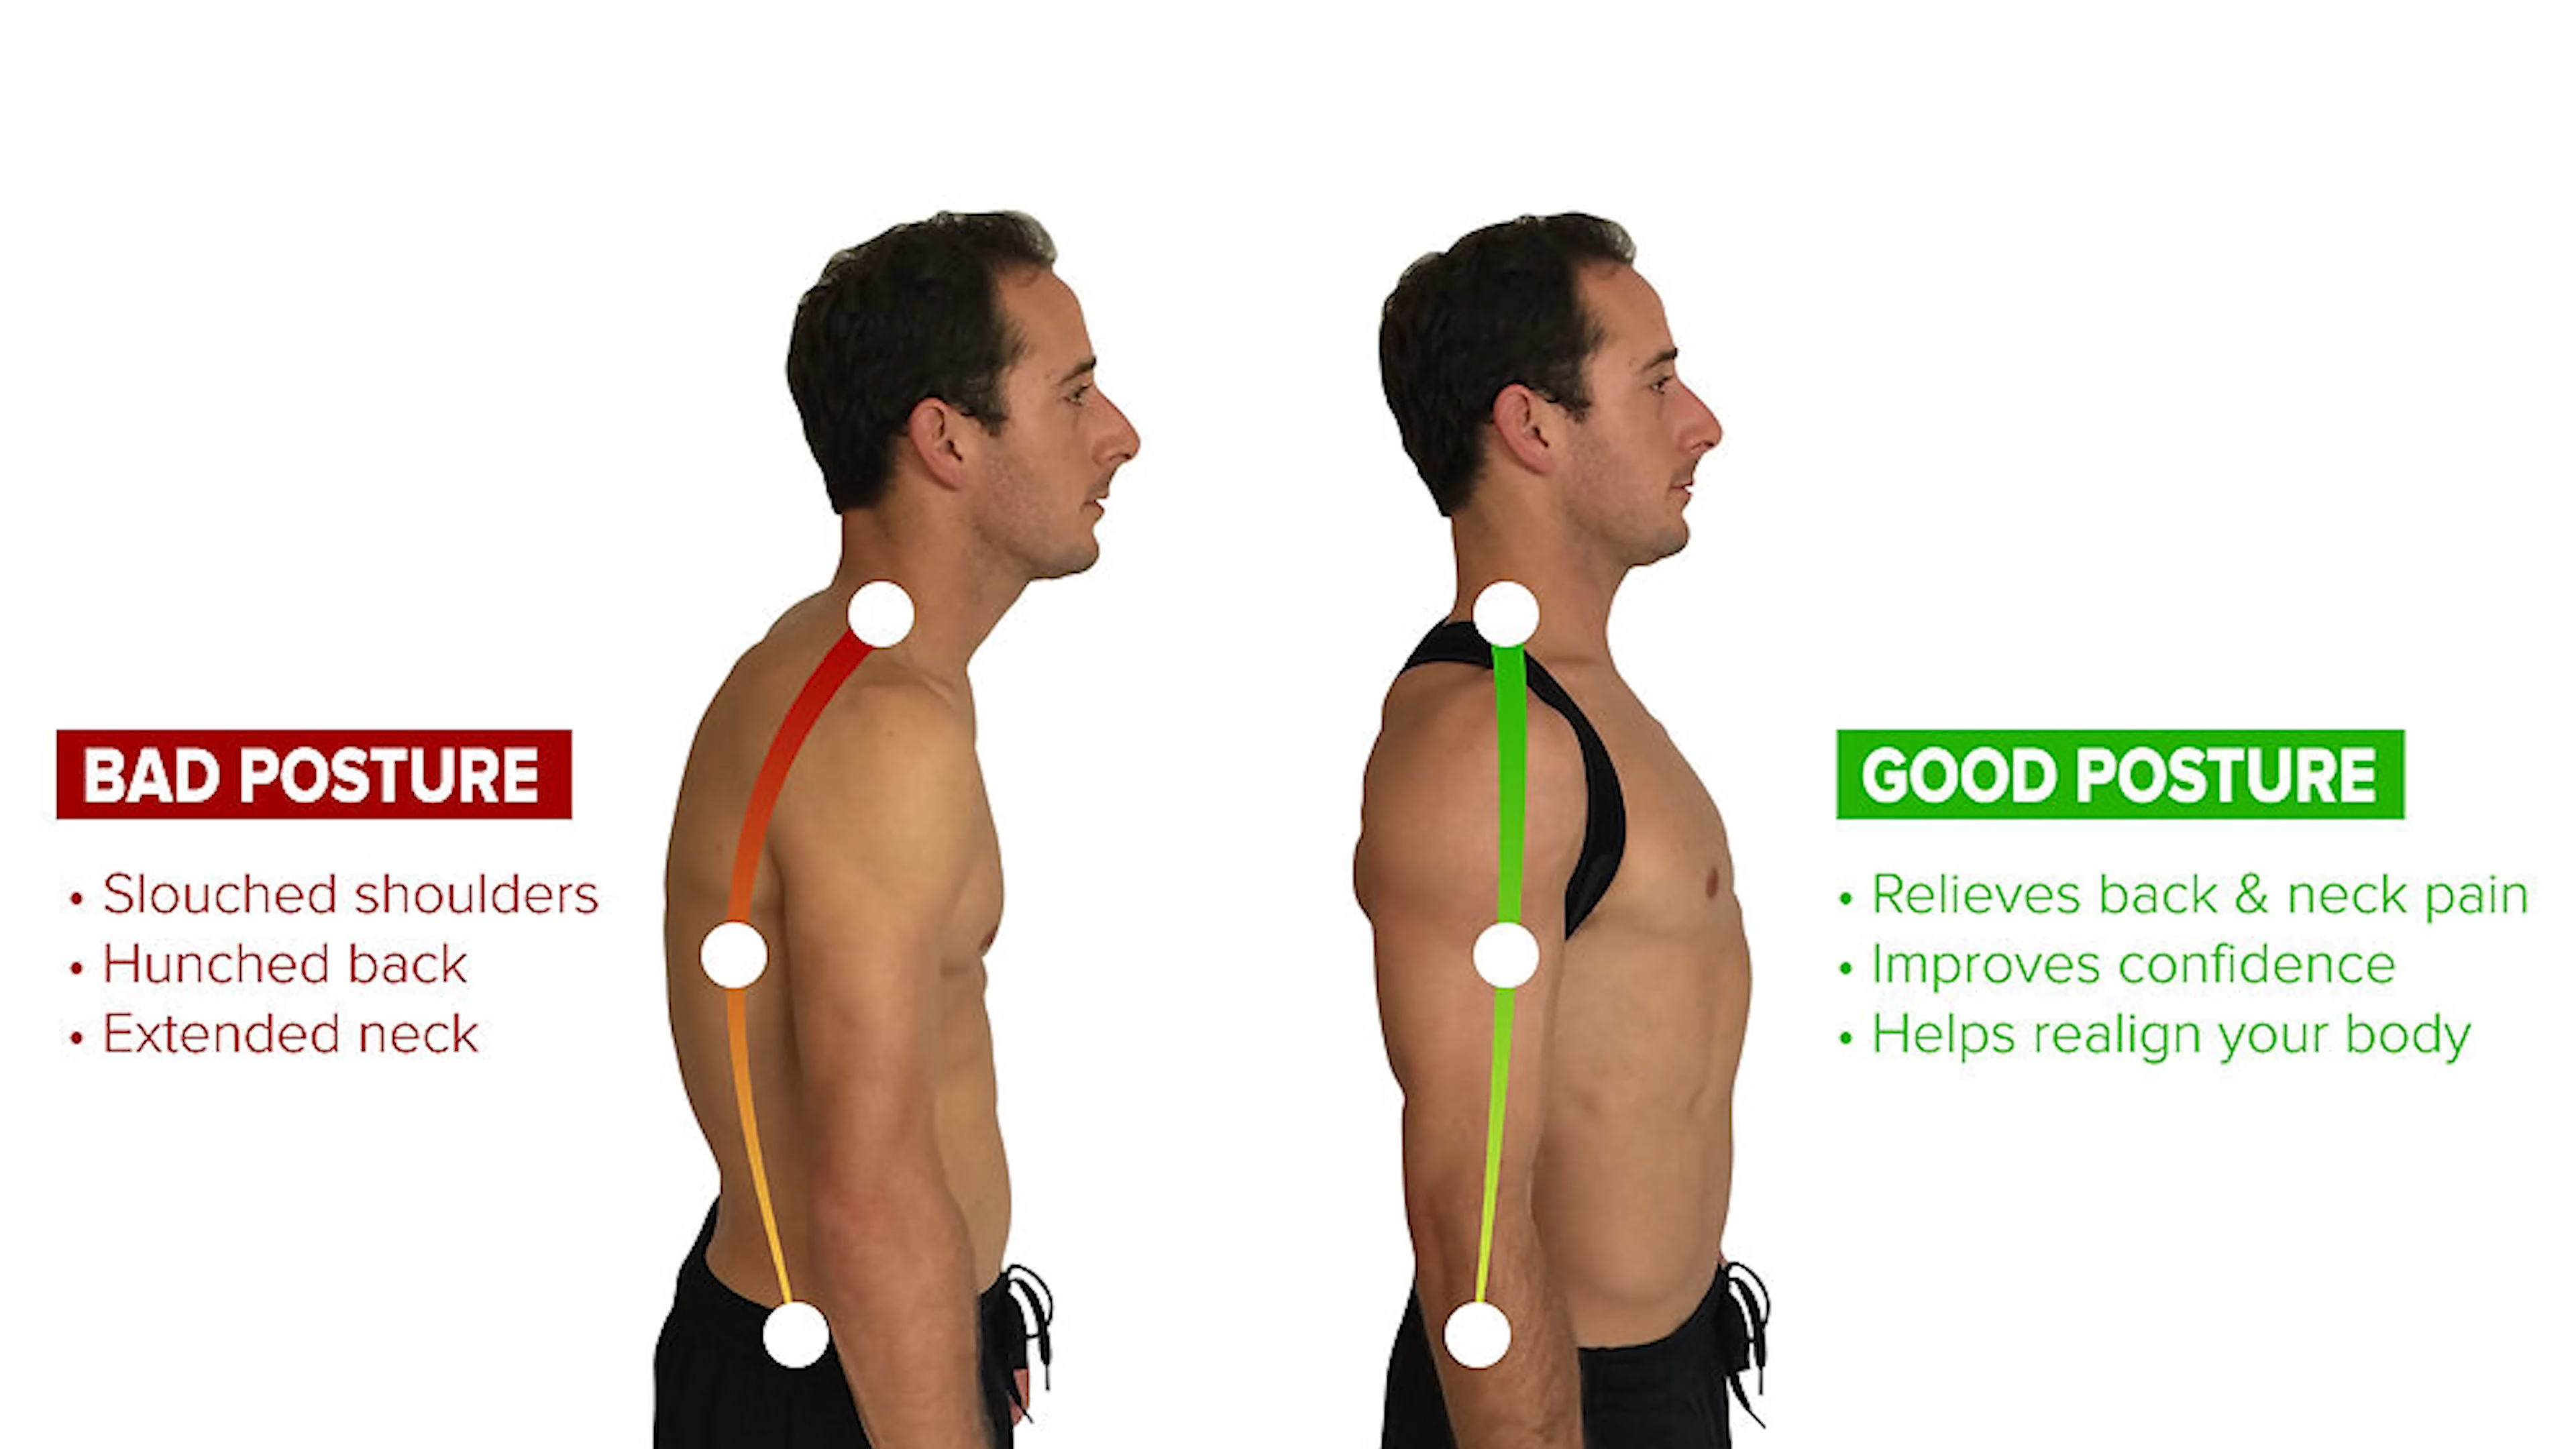 BAD POSTURE
• Slouched shoulders
• Hunched back
• Extended neck
GOOD POSTURE
• Relieves back & neck pain
• Improves confidence
• Helps realign your body